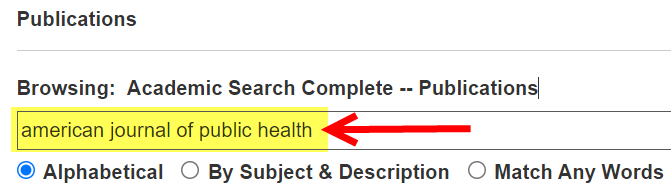 Publications
Browsing: Academic Search Complete -- Publications
american journal of public health
Alphabetical By Subject & Description Match Any Words